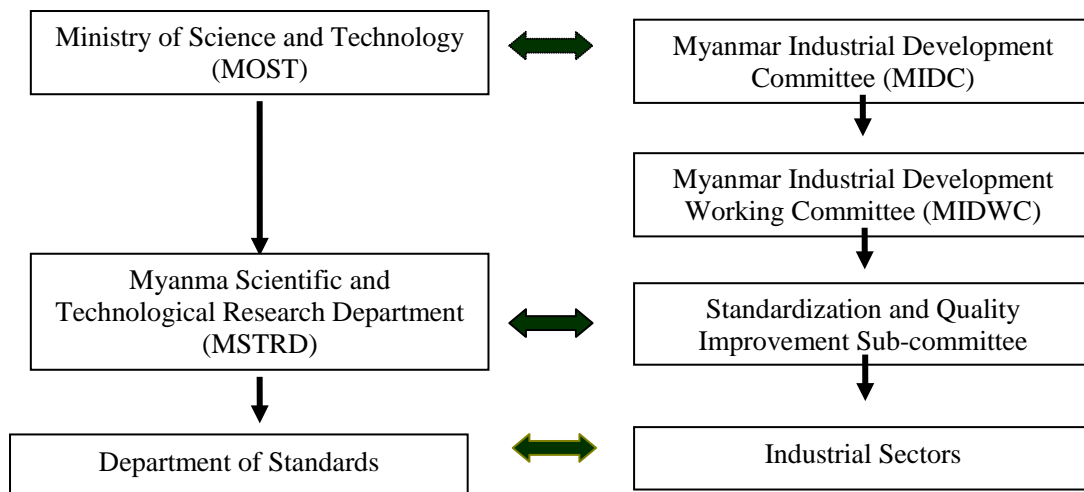 Ministry of Science and Technology
(MOST)
Myanmar Industrial Development
Committee (MIDC)
Myanmar Industrial Development
Working Committee (MIDWC)
Myanma Scientific and
Technological Research Department
(MSTRD)
Standardization and Quality
Improvement Sub-committee
Department of Standards
Industrial Sectors